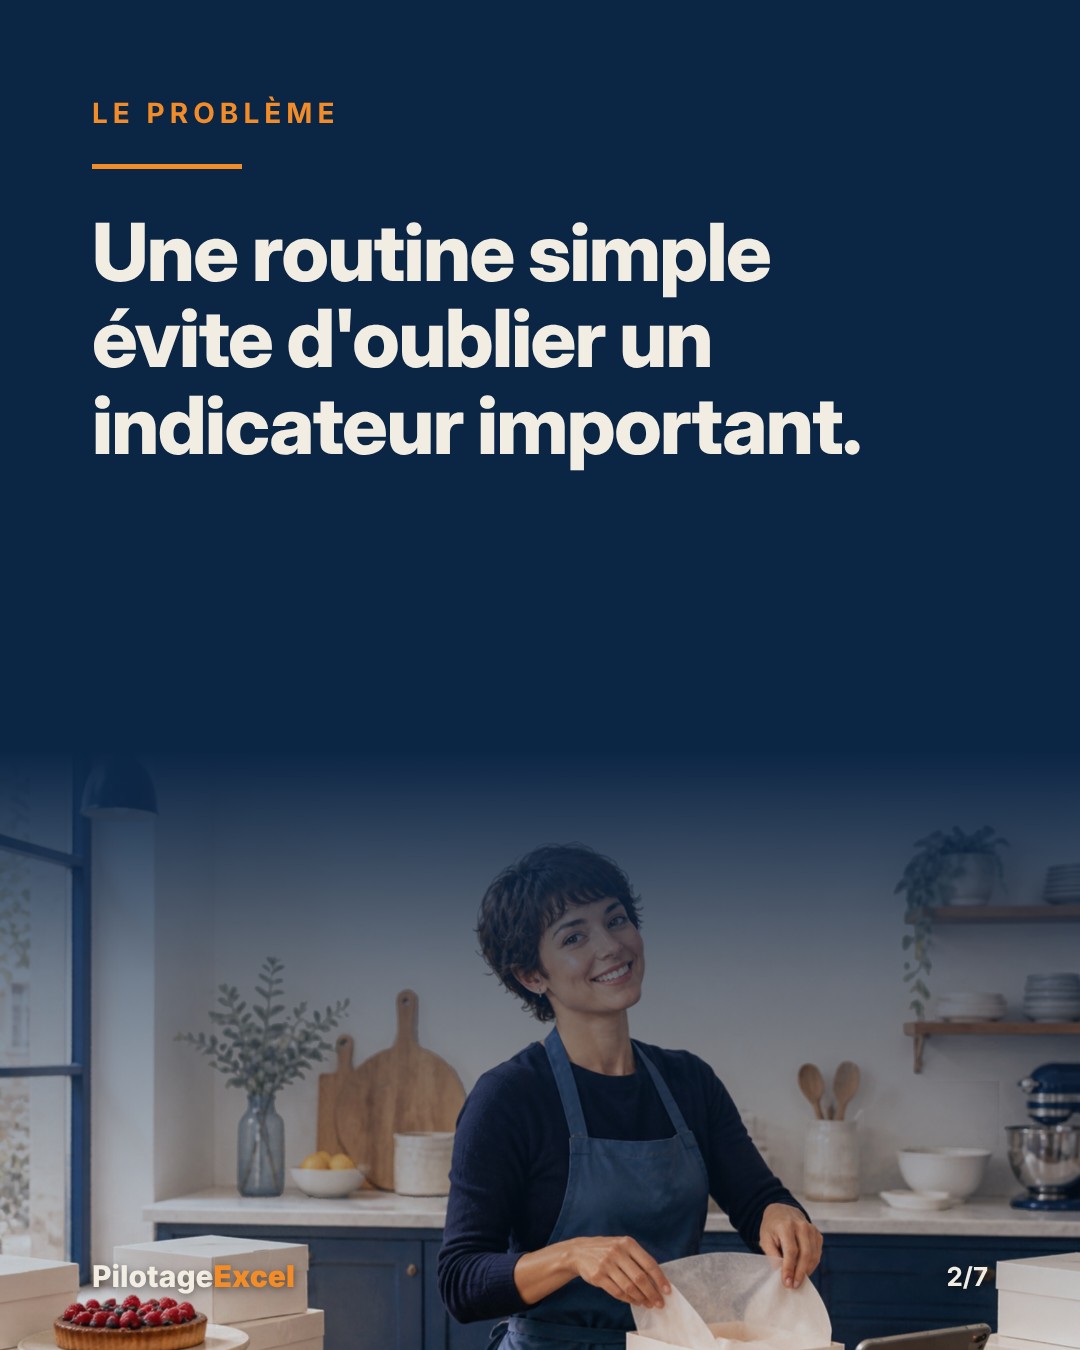 LE PROBLÈME
Une routine simple
évite d'oublier un
indicateur important.
PilotageExcel
2/7